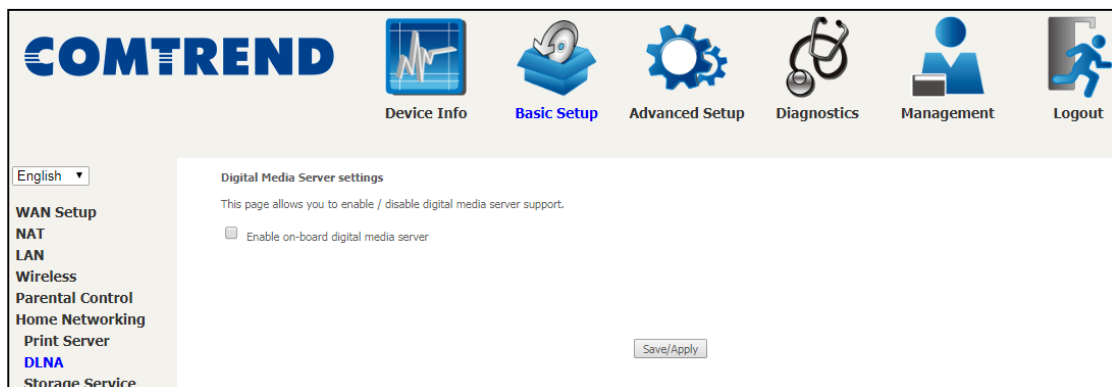 COMTREND
Device Info
Basic Setup
Advanced Setup
Diagnostics
Management
Logout
English
WAN Setup
NAT
LAN
Wireless
Parental Control
Home Networking
Print Server
DLNA
Storage Service
Digital Media Server settings
This page allows you to enable / disable digital media server support.
Enable on-board digital media server
Save/Apply